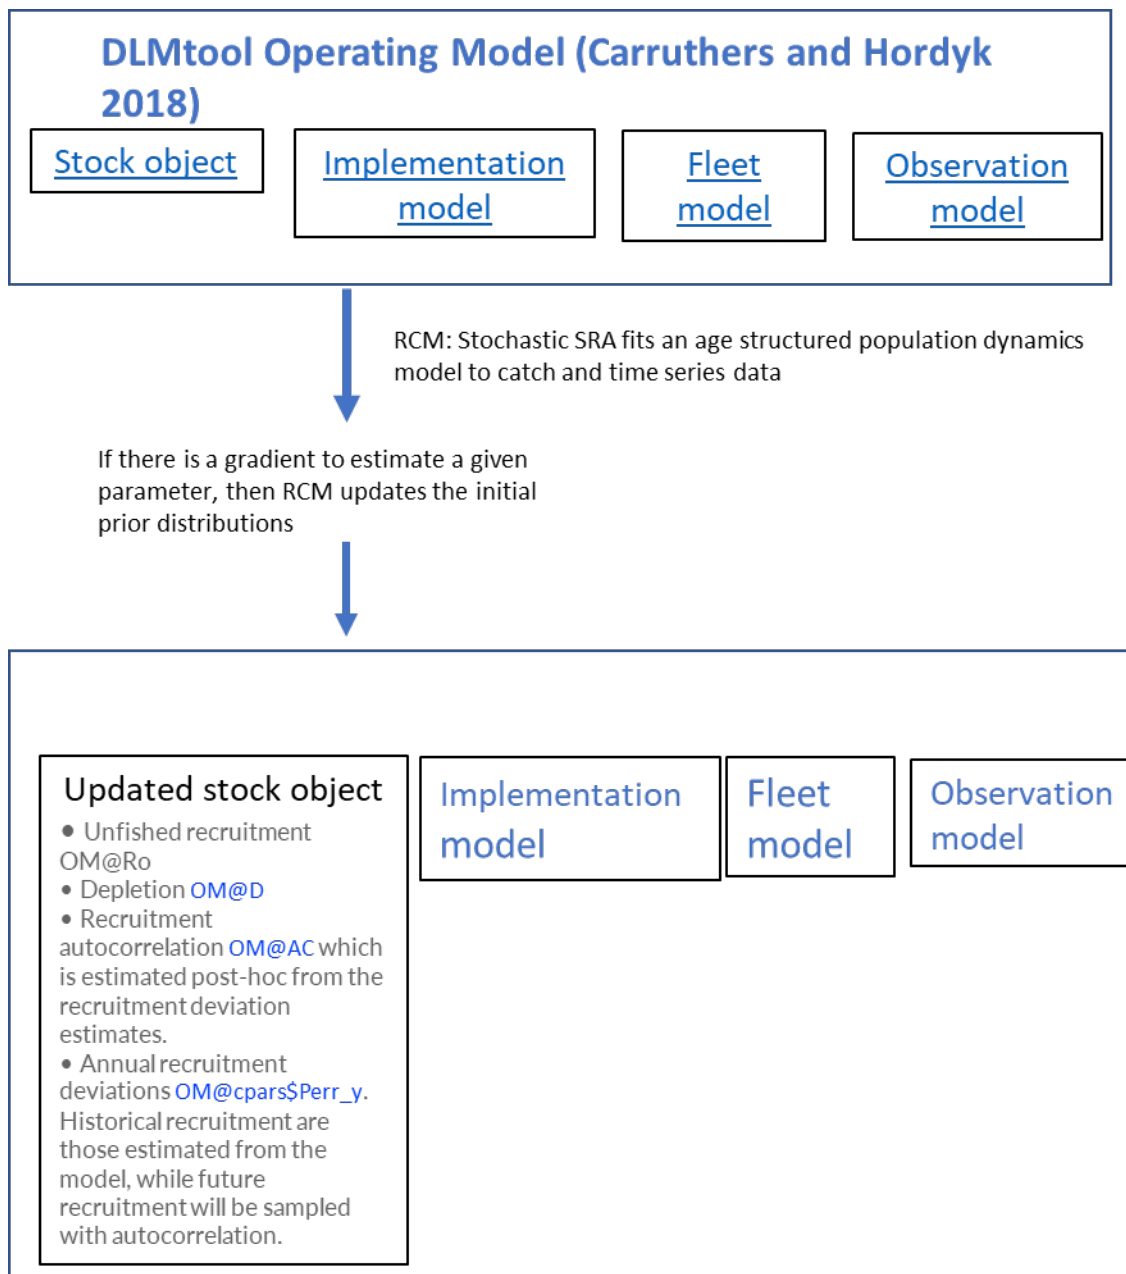 DLMtool Operating Model (Carruthers and Hordyk
2018)
Stock object
Implementation
model
Fleet
model
Observation
model
RCM: Stochastic SRA fits an age structured population dynamics
model to catch and time series data
If there is a gradient to estimate a given
parameter, then RCM updates the initial
prior distributions
Updated stock object
• Unfished recruitment
OM@Ro
• Depletion OM@D
• Recruitment
autocorrelation OM@AC which
is estimated post-hoc from the
recruitment deviation
estimates.
• Annual recruitment
deviations OM@cpars$Perr_y.
Historical recruitment are
those estimated from the
model, while future
recruitment will be sampled
with autocorrelation.
Implementation
model
Fleet
model
Observation
model